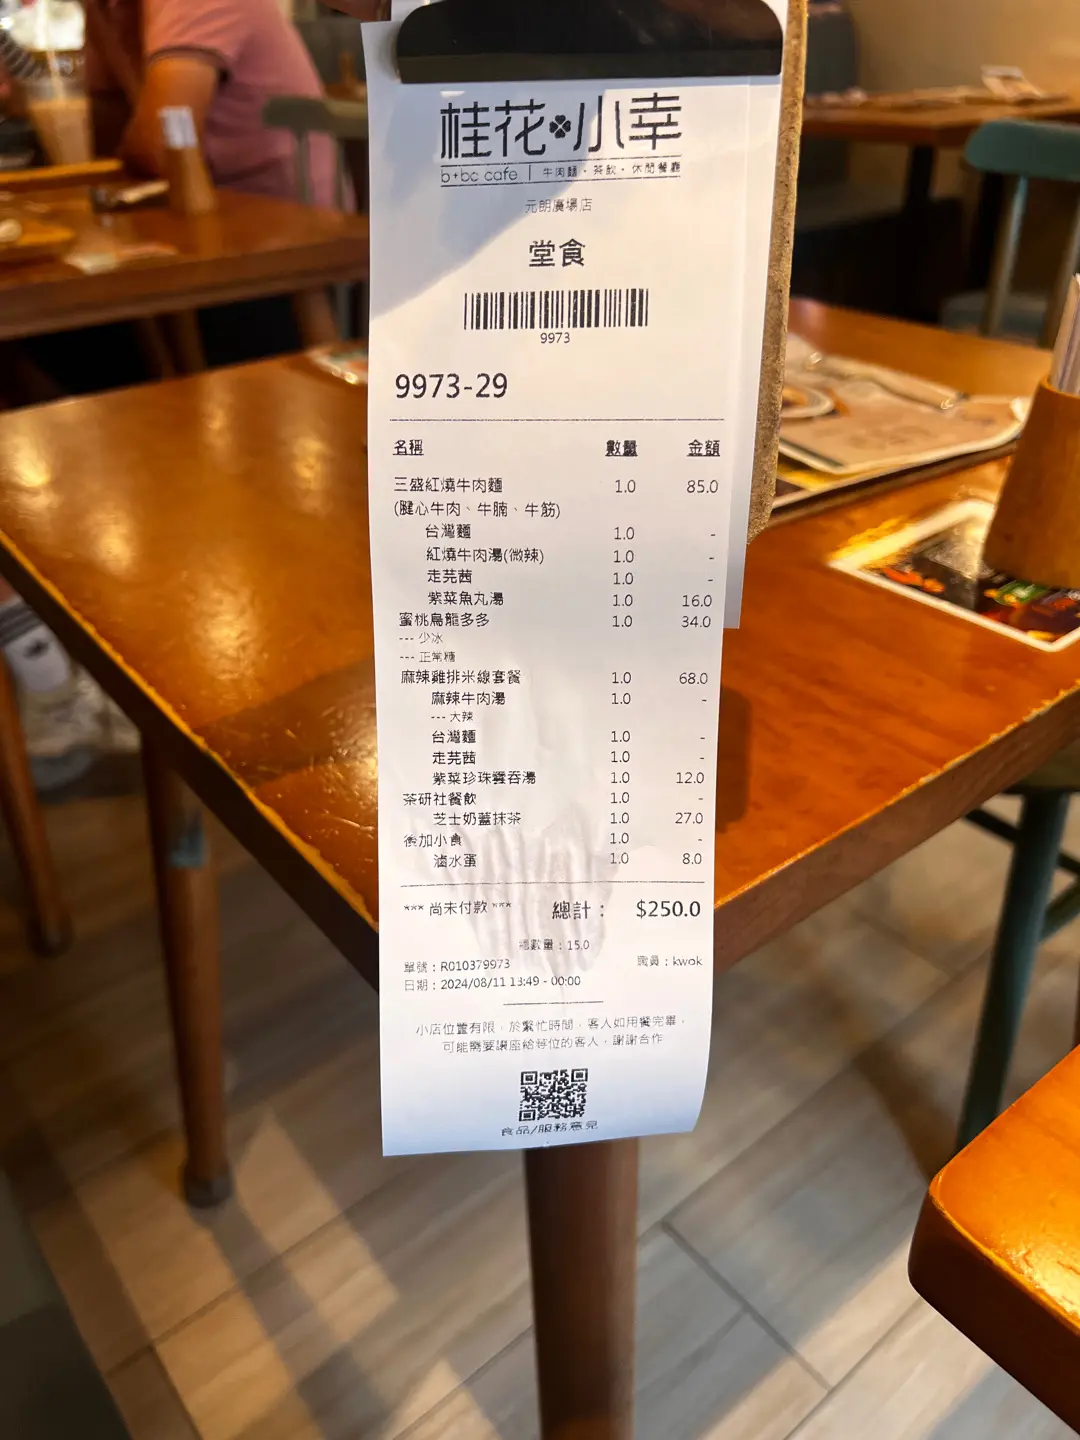 桂花小幸
b+bc cafe | 牛肉麵・茶飲・休閒餐廳
元朗廣場店
堂食
9973
9973-29
名稱 數量 金額
三盛紅燒牛肉麵 1.0 85.0
(腱心牛肉、牛腩、牛筋)
台灣麵 1.0 -
紅燒牛肉湯(微辣) 1.0 -
走芫茜 1.0 -
紫菜魚丸湯 1.0 16.0
蜜桃烏龍多多 1.0 34.0
--- 少冰
--- 正常糖
麻辣雞排米線套餐 1.0 68.0
麻辣牛肉湯 1.0 -
--- 大辣
台灣麵 1.0 -
走芫茜 1.0 -
紫菜珍珠雲吞湯 1.0 12.0
茶研社餐飲 1.0 -
芝士奶蓋抹茶 1.0 27.0
後加小食 1.0 -
滷水蛋 1.0 8.0
*** 尚未付款 *** 總計： $250.0
總數量：15.0
單號：R010379973 職員：kwok
日期：2024/08/11 13:49 - 00:00
小店位置有限，於繁忙時間，客人如用餐完畢，
可能需要讓座給等位的客人，謝謝合作
食品/服務意見